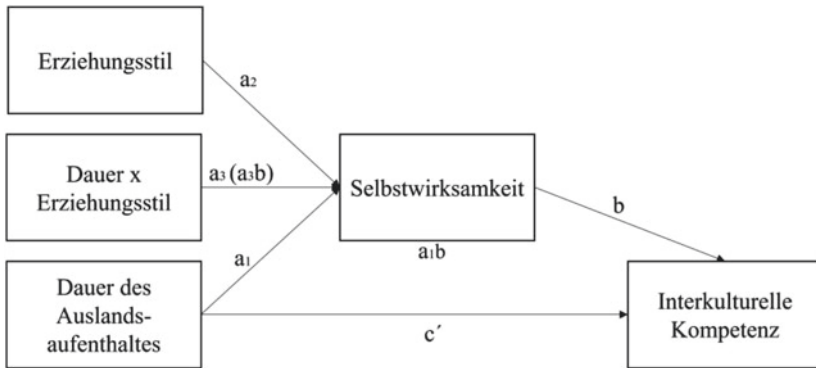 Erziehungsstil
a₂
Dauer x
Erziehungsstil
a₃ (a₃b)
Selbstwirksamkeit
b
a₁
a₁b
Dauer des
Auslands-
aufenthaltes
Interkulturelle
Kompetenz
c´